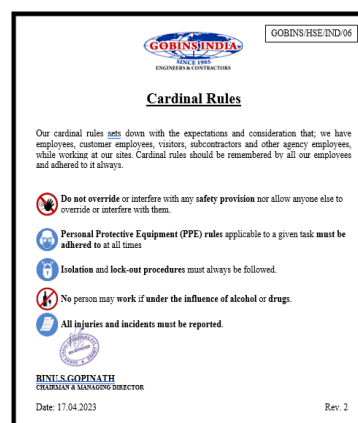 GOBINS/HSE/IND/06
GOBINS INDIA
SINCE 1985
ENGINEERS & CONTRACTORS
Cardinal Rules
Our cardinal rules sets down with the expectations and consideration that; we have
employees, customer employees, visitors, subcontractors and other agency employees,
while working at our sites. Cardinal rules should be remembered by all our employees
and adhered to it always.
Do not override or interfere with any safety provision nor allow anyone else to
override or interfere with them.
Personal Protective Equipment (PPE) rules applicable to a given task must be
adhered to at all times
Isolation and lock-out procedures must always be followed.
No person may work if under the influence of alcohol or drugs.
All injuries and incidents must be reported.
BINU.S.GOPINATH
CHAIRMAN & MANAGING DIRECTOR
Date: 17.04.2023
Rev. 2